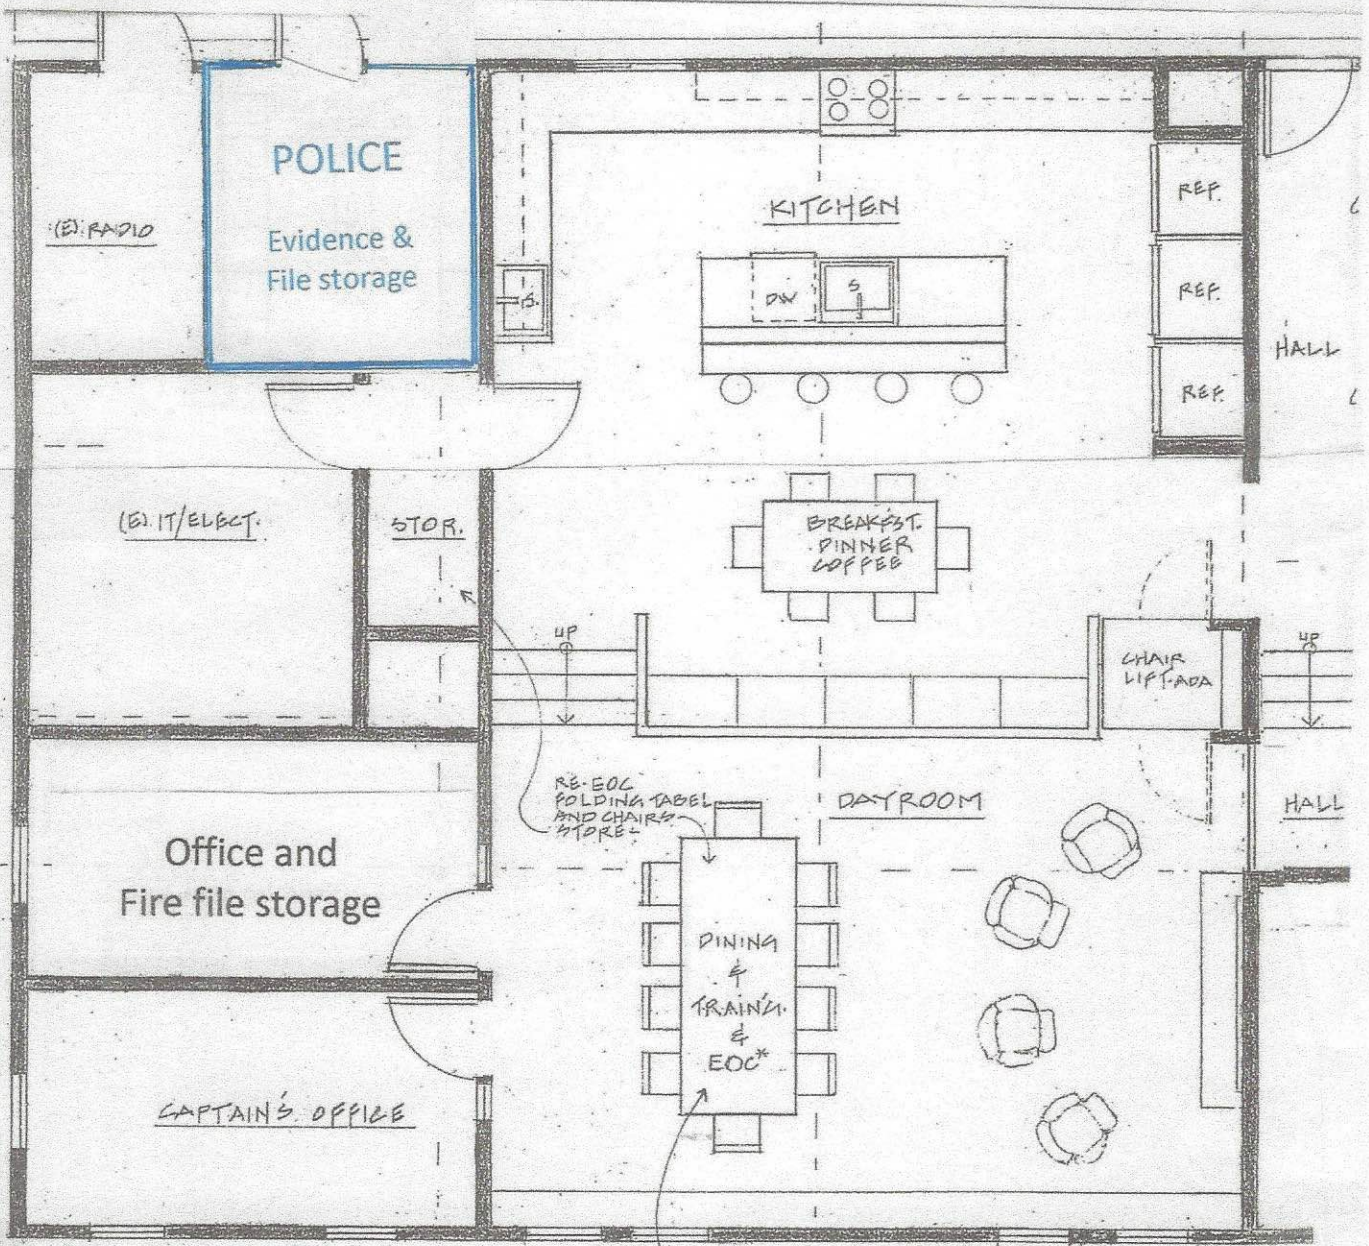 POLICE
Evidence &
File storage
(E) RADIO
KITCHEN
REF.
REF.
REF.
DW
S
S.
HALL
(E) IT/ELECT.
STOR.
BREAKF'ST.
DINNER
COFFEE
UP
CHAIR
LIFT-ADA
UP
RE-EOC
FOLDING TABEL
AND CHAIRS
STORE
DAYROOM
HALL
Office and
Fire file storage
DINING
&
TRAIN'G.
&
EOC*
CAPTAIN'S OFFICE